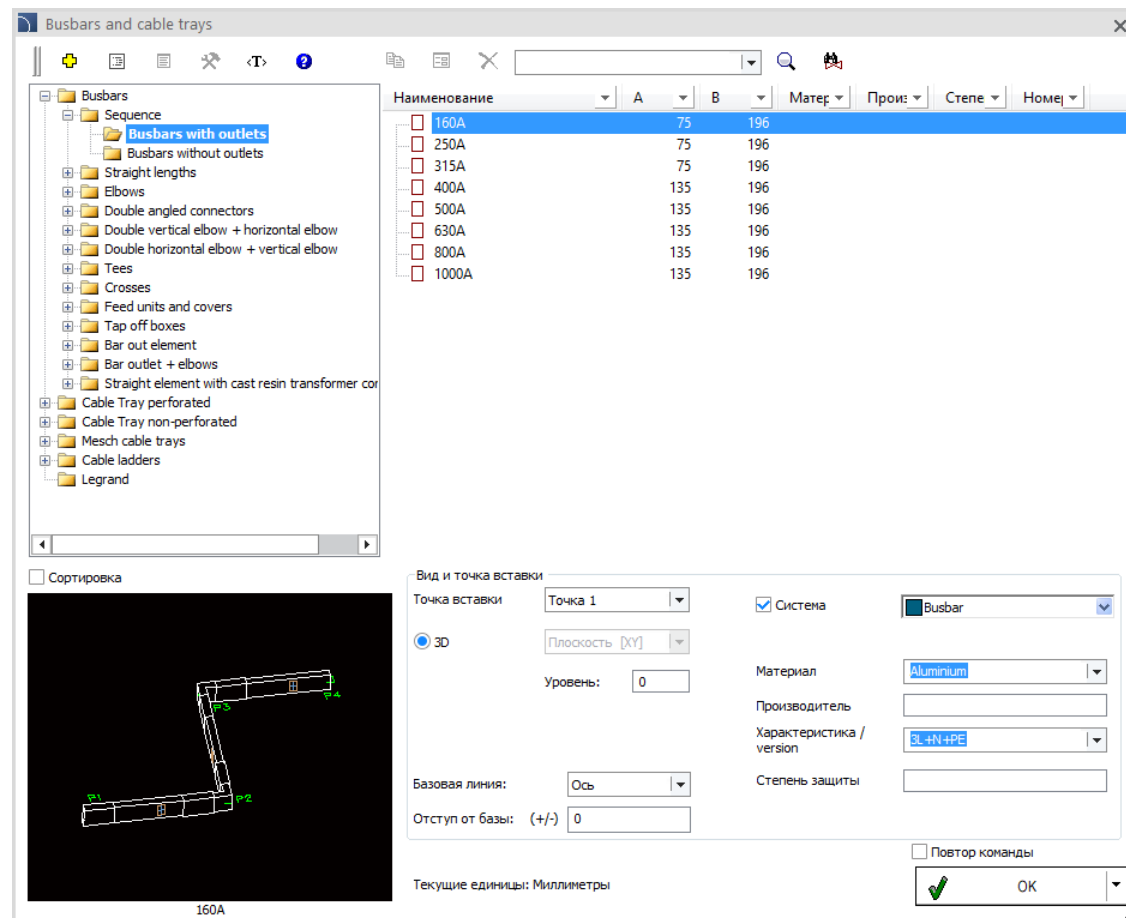 Busbars and cable trays
<T>
Busbars
Sequence
Busbars with outlets
Busbars without outlets
Straight lengths
Elbows
Double angled connectors
Double vertical elbow + horizontal elbow
Double horizontal elbow + vertical elbow
Tees
Crosses
Feed units and covers
Tap off boxes
Bar out element
Bar outlet + elbows
Straight element with cast resin transformer cor
Cable Tray perforated
Cable Tray non-perforated
Mesch cable trays
Cable ladders
Legrand
Наименование A B Матер Произ Степе Номер
160A 75 196
250A 75 196
315A 75 196
400A 135 196
500A 135 196
630A 135 196
800A 135 196
1000A 135 196
Сортировка
P1
P2
P3
P4
160A
Вид и точка вставки
Точка вставки Точка 1
3D Плоскость [XY]
Уровень: 0
Базовая линия: Ось
Отступ от базы: (+/-) 0
Система Busbar
Материал Aluminium
Производитель
Характеристика /
version 3L+N+PE
Степень защиты
Текущие единицы: Миллиметры
Повтор команды
OK